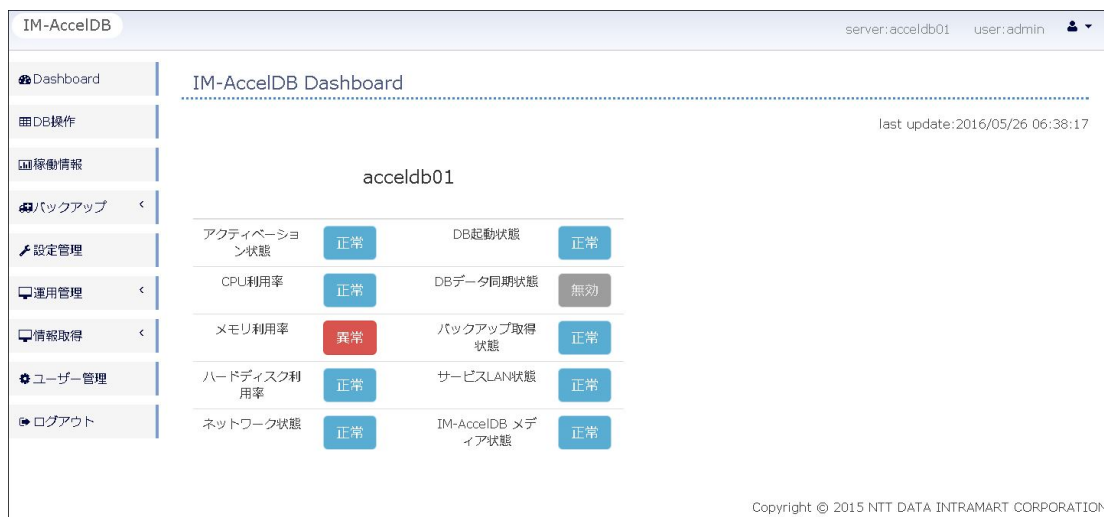 IM-AccelDB
server:acceldb01 user:admin
Dashboard
DB操作
稼働情報
バックアップ
設定管理
運用管理
情報取得
ユーザー管理
ログアウト
IM-AccelDB Dashboard
last update:2016/05/26 06:38:17
acceldb01
アクティベーショ
ン状態
正常
DB起動状態
正常
CPU利用率
正常
DBデータ同期状態
無効
メモリ利用率
異常
バックアップ取得
状態
正常
ハードディスク利
用率
正常
サービスLAN状態
正常
ネットワーク状態
正常
IM-AccelDB メデ
ィア状態
正常
Copyright © 2015 NTT DATA INTRAMART CORPORATION